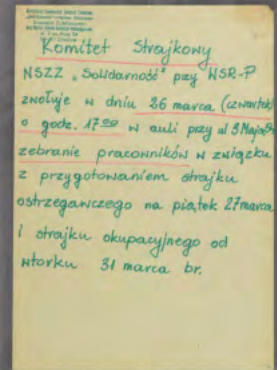 Komitet Strajkowy
NSZZ „Solidarność" przy WSR-P
zwołuje w dniu 26 marca (czwartek)
o godz. 17⁰⁰ w auli przy ul 3 Maja
zebranie pracowników w związku
z przygotowaniem strajku
ostrzegawczego na piątek 27 marca
i strajku okupacyjnego od
wtorku 31 marca br.